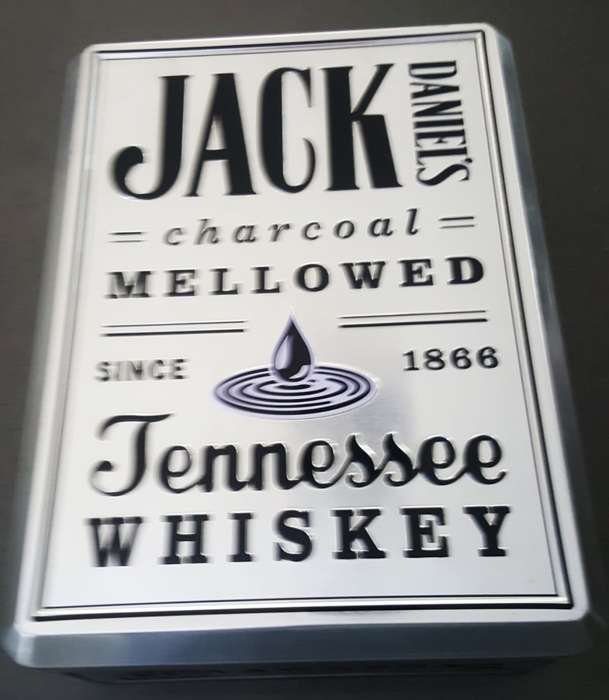 JACK DANIEL'S
charcoal
MELLOWED
SINCE 1866
Tennessee
WHISKEY